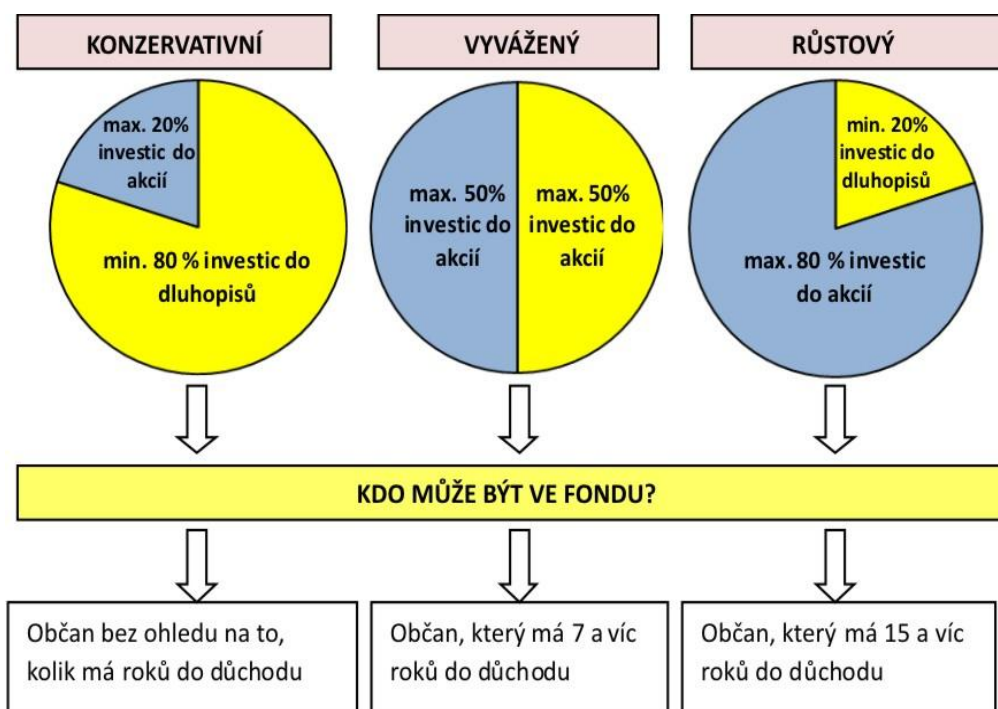 KONZERVATIVNÍ
VYVÁŽENÝ
RŮSTOVÝ
max. 20%
investic do
akcií
min. 80 % investic do
dluhopisů
max. 50%
investic do
akcií
max. 50%
investic do
akcií
min. 20%
investic do
dluhopisů
max. 80 % investic
do akcií
KDO MŮŽE BÝT VE FONDU?
Občan bez ohledu na to,
kolik má roků do důchodu
Občan, který má 7 a víc
roků do důchodu
Občan, který má 15 a víc
roků do důchodu